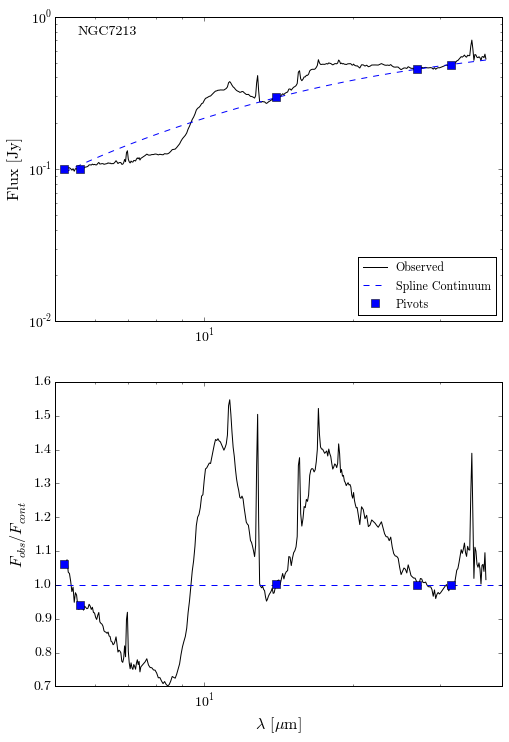 10^0
NGC7213
Flux [Jy]
10^-1
Observed
Spline Continuum
Pivots
10^-2
10^1
1.6
1.5
1.4
1.3
1.2
1.1
1.0
0.9
0.8
0.7
F_obs/F_cont
10^1
λ [μm]